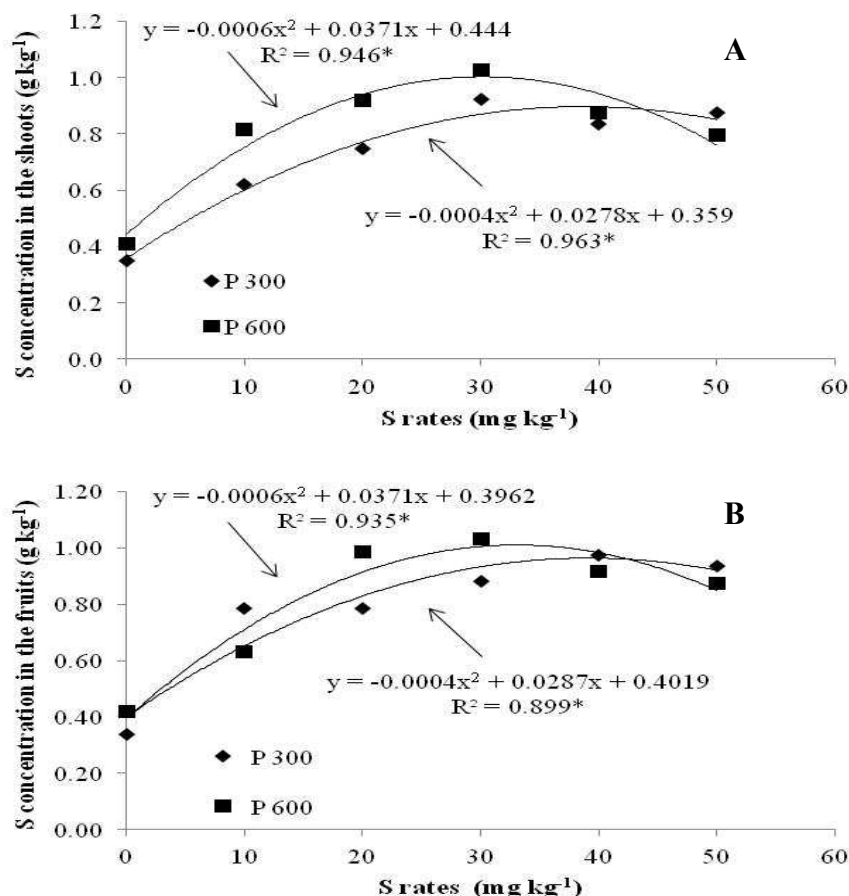 y = -0.0006x² + 0.0371x + 0.444
R² = 0.946*
A
1.2
1.0
0.8
0.6
0.4
0.2
0.0
S concentration in the shoots (g kg⁻¹)
y = -0.0004x² + 0.0278x + 0.359
R² = 0.963*
P 300
P 600
0 10 20 30 40 50 60
S rates (mg kg⁻¹)
y = -0.0006x² + 0.0371x + 0.3962
R² = 0.935*
B
1.20
1.00
0.80
0.60
0.40
0.20
0.00
S concentration in the fruits (g kg⁻¹)
y = -0.0004x² + 0.0287x + 0.4019
R² = 0.899*
P 300
P 600
0 10 20 30 40 50 60
S rates (mg kg⁻¹)